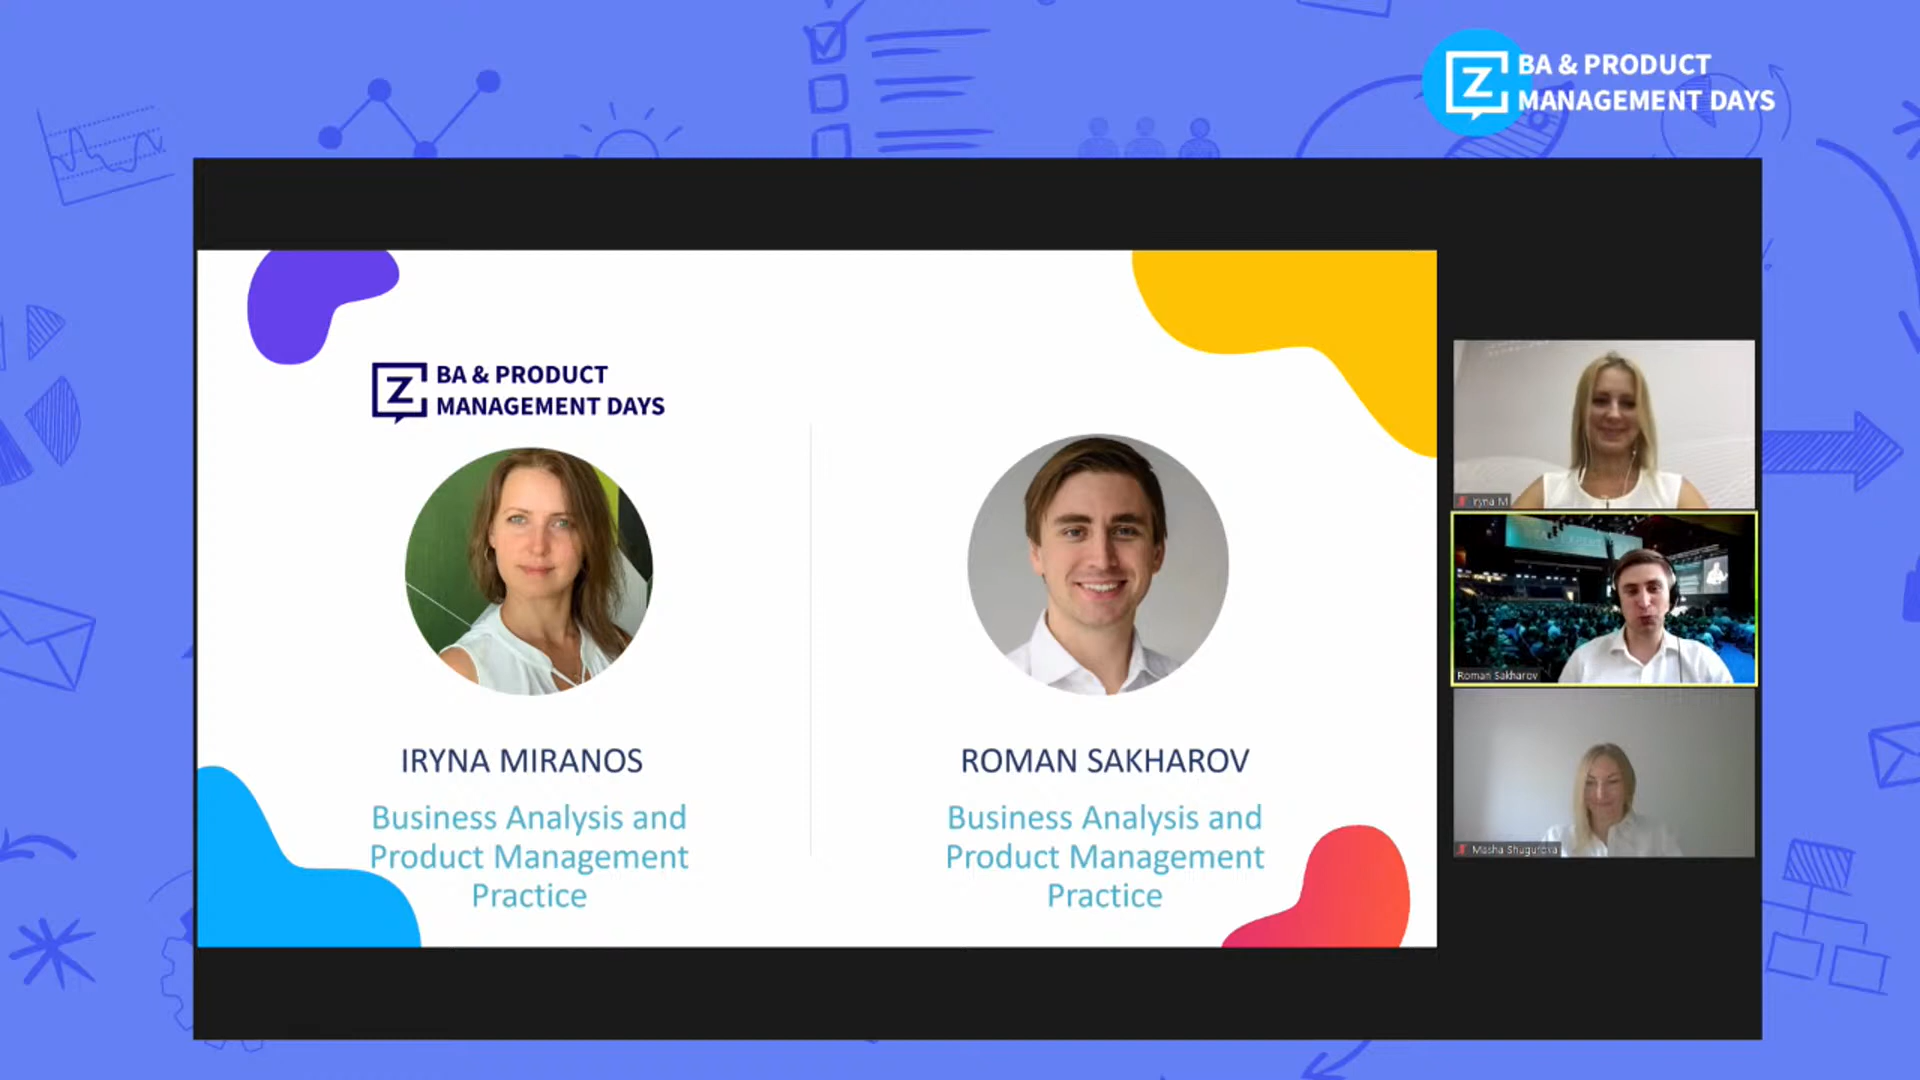 BA & PRODUCT
MANAGEMENT DAYS
Z BA & PRODUCT
MANAGEMENT DAYS
IRYNA MIRANOS
Business Analysis and
Product Management
Practice
ROMAN SAKHAROV
Business Analysis and
Product Management
Practice
Iryna M
Roman Sakharov
Masha Shugurova